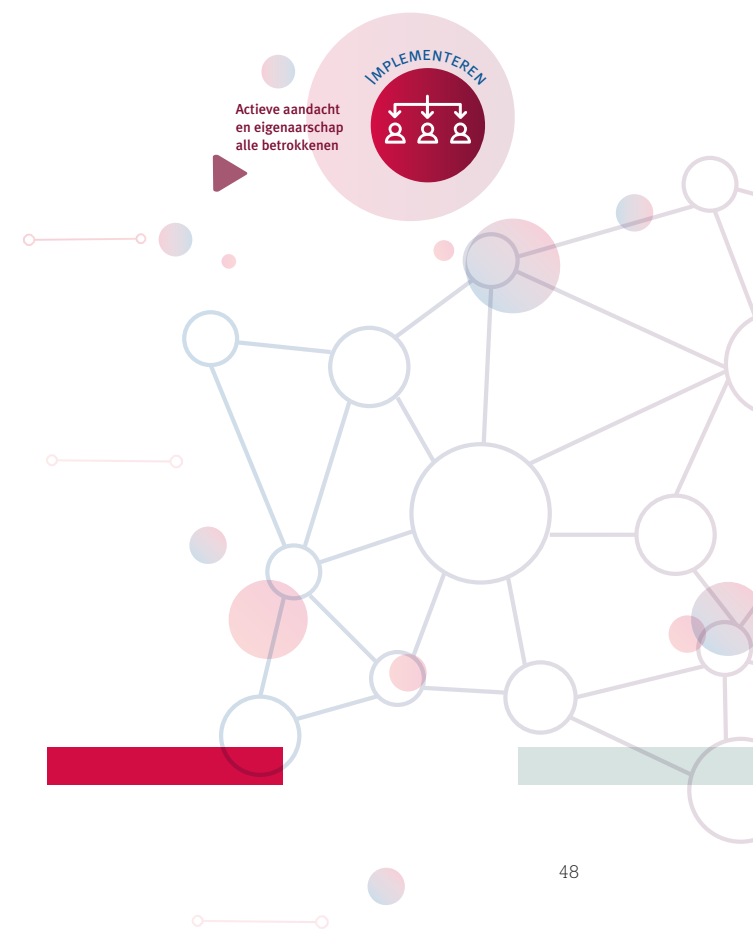 IMPLEMENTEREN
Actieve aandacht
en eigenaarschap
alle betrokkenen
48